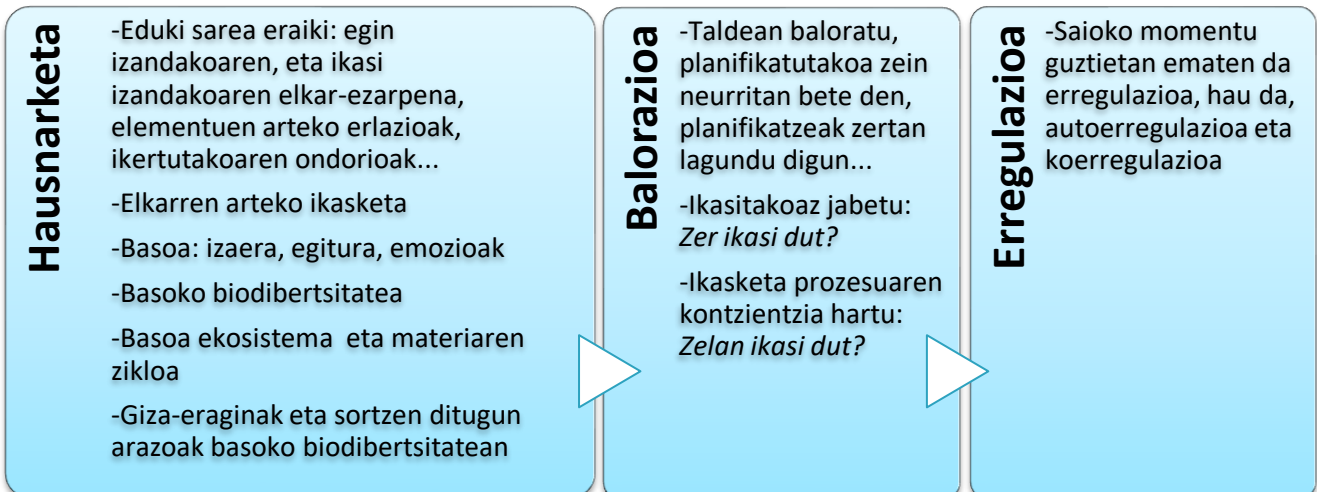 Hausnarketa
-Eduki sarea eraiki: egin
izandakoaren, eta ikasi
izandakoaren elkar-ezarpena,
elementuen arteko erlazioak,
ikertutakoaren ondorioak...
-Elkarren arteko ikasketa
-Basoa: izaera, egitura, emozioak
-Basoko biodibertsitatea
-Basoa ekosistema eta materiaren
zikloa
-Giza-eraginak eta sortzen ditugun
arazoak basoko biodibertsitatean
Balorazioa
-Taldean baloratu,
planifikatutakoa zein
neurritan bete den,
planifikatzeak zertan
lagundu digun...
-Ikasitakoaz jabetu:
Zer ikasi dut?
-Ikasketa prozesuaren
kontzientzia hartu:
Zelan ikasi dut?
Erregulazioa
-Saioko momentu
guztietan ematen da
erregulazioa, hau da,
autoerregulazioa eta
koerregulazioa